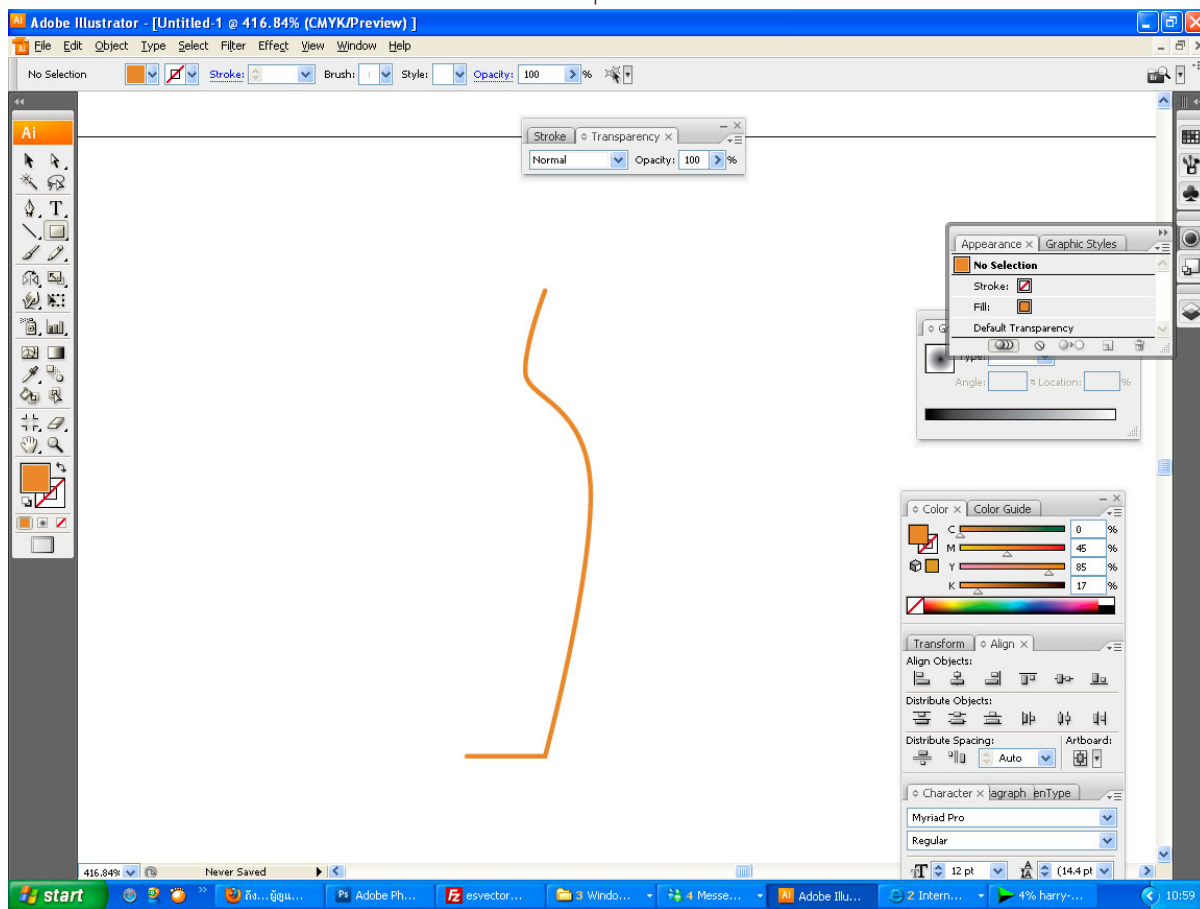 Adobe Illustrator - [Untitled-1 @ 416.84% (CMYK/Preview) ]
File Edit Object Type Select Filter Effect View Window Help
No Selection Stroke: Brush: Style: Opacity: 100 %
Ai
Stroke Transparency
Normal Opacity: 100 %
Appearance Graphic Styles
No Selection
Stroke:
Fill:
Default Transparency
Type:
Angle: Location: %
Color Color Guide
C 0 %
M 45 %
Y 85 %
K 17 %
Transform Align
Align Objects:
Distribute Objects:
Distribute Spacing: Artboard:
Auto
Character agraph enType
Myriad Pro
Regular
12 pt (14.4 pt
416.84% Never Saved
start Adobe Ph... esvector... 3 Windo... 4 Messe... Adobe Illu... 2 Intern... 4% harry-... 10:59